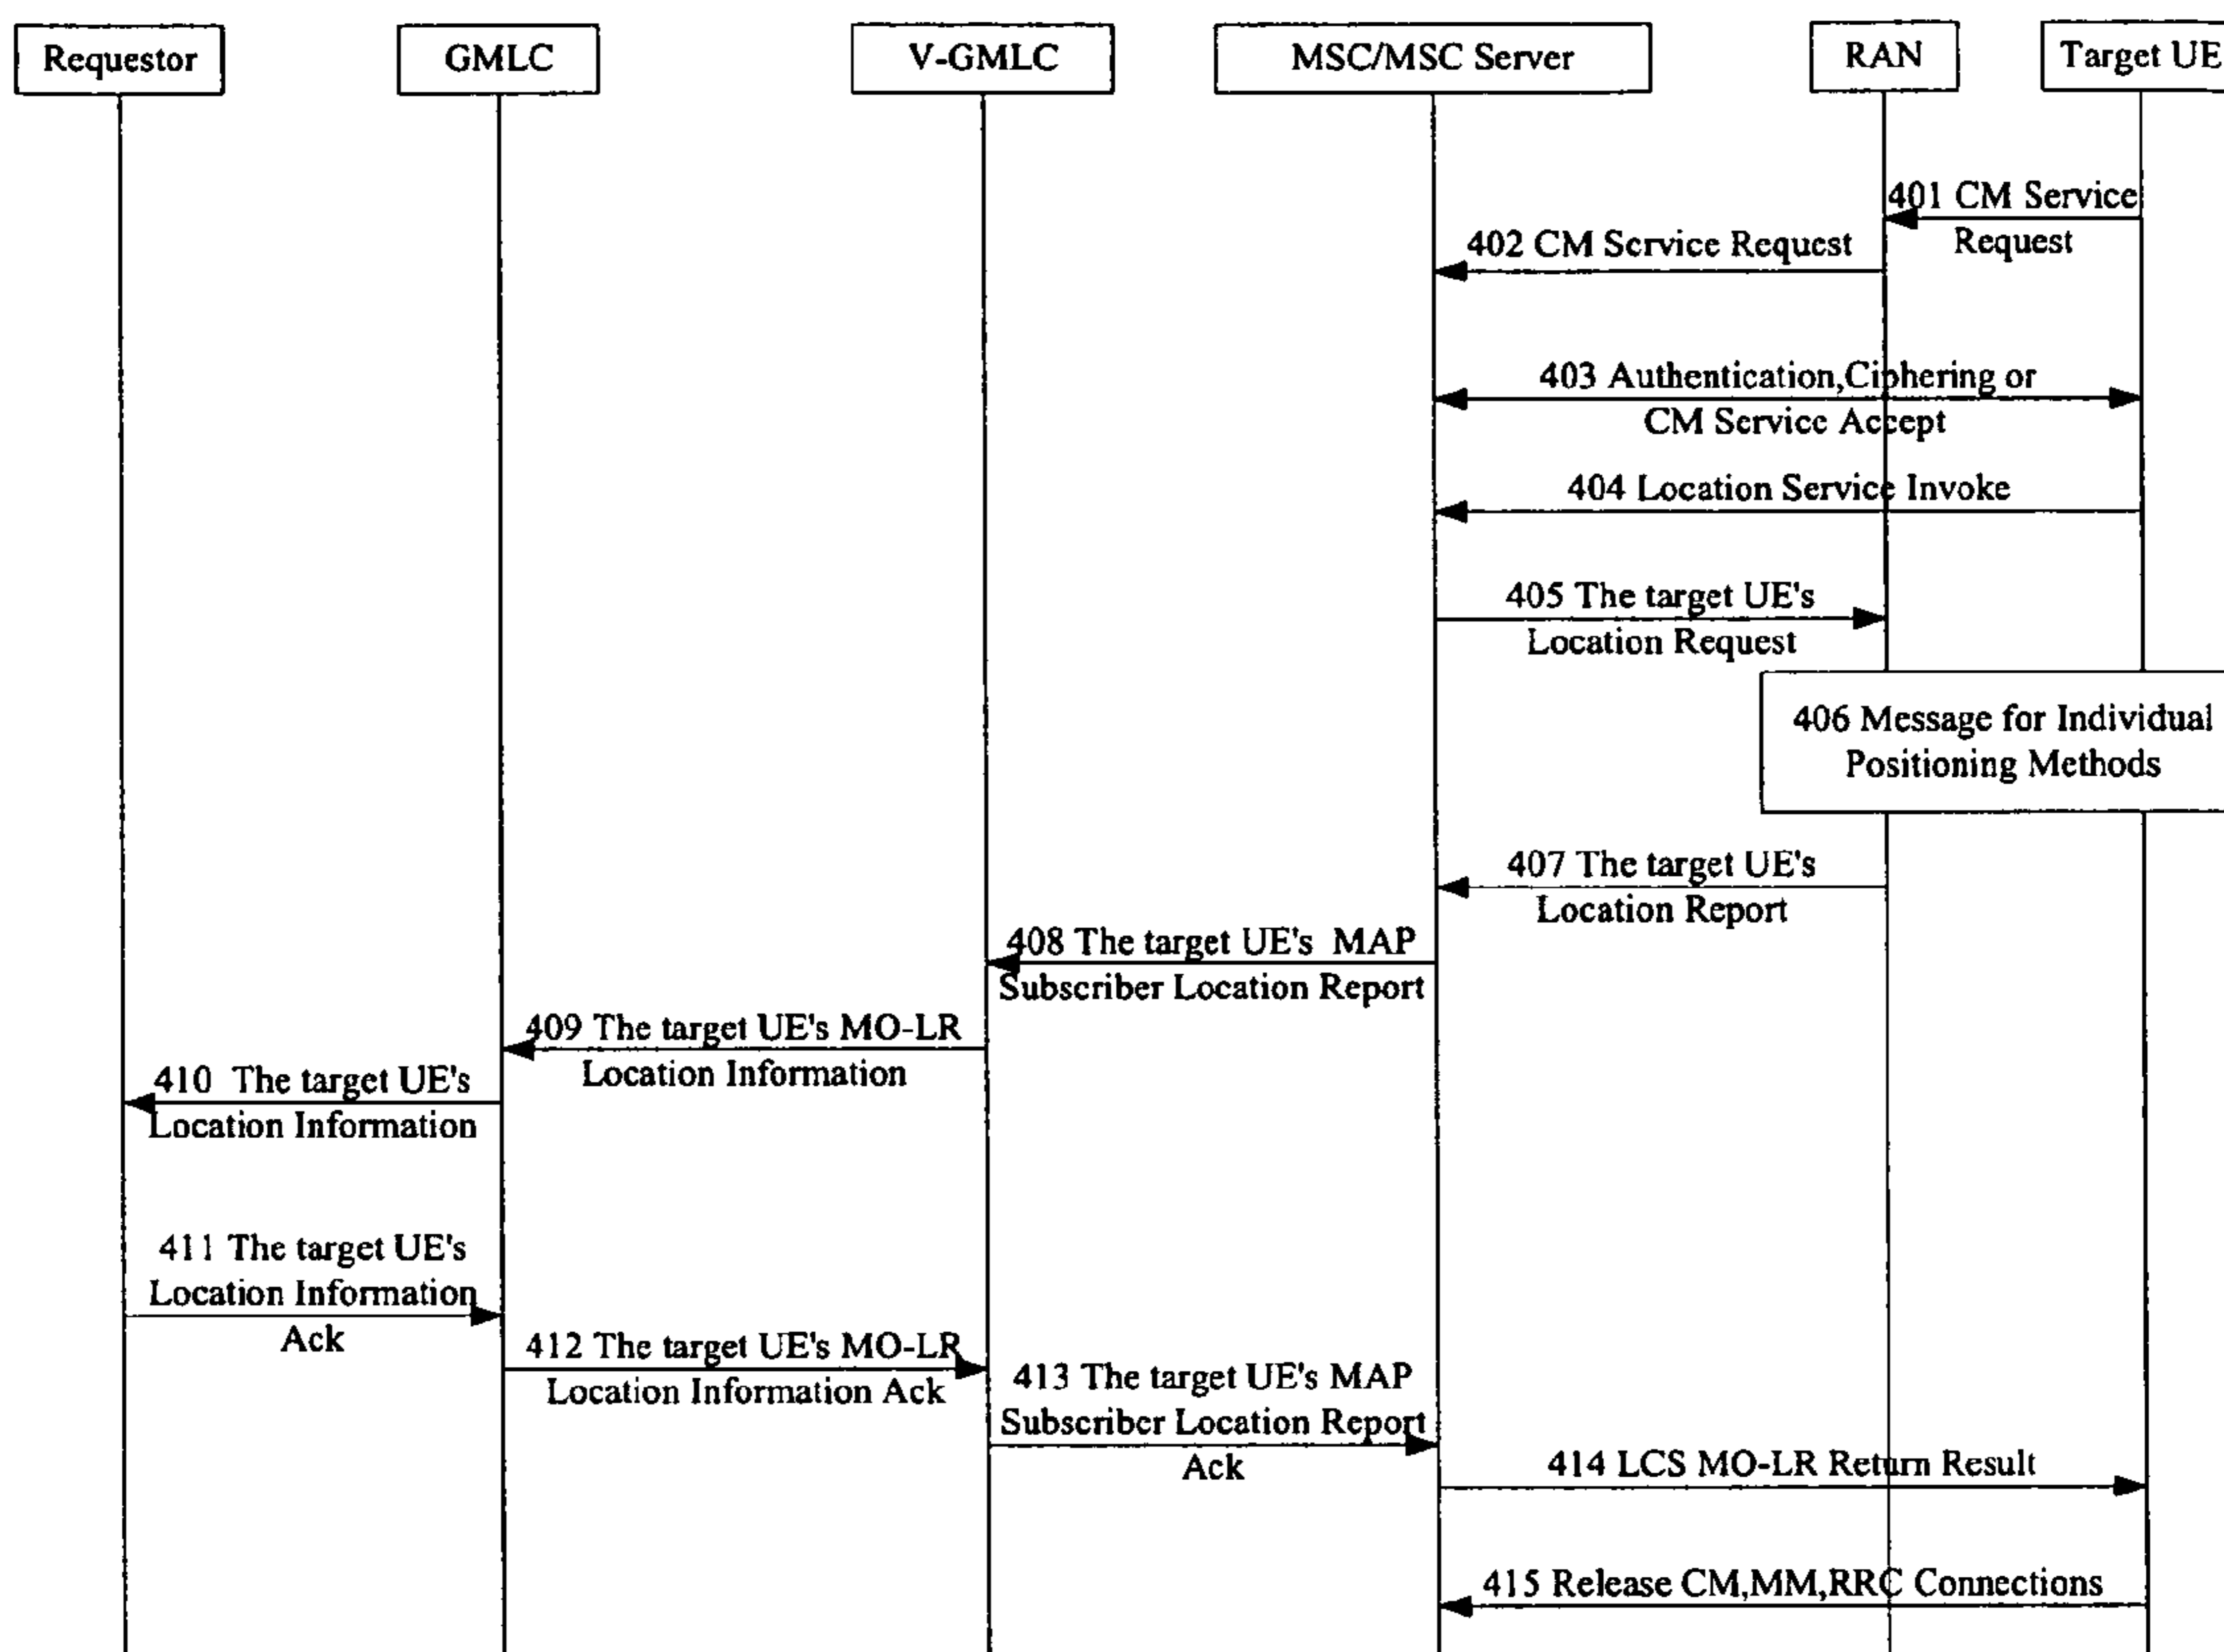 Requestor
GMLC
V-GMLC
MSC/MSC Server
RAN
Target UE
401 CM Service
Request
402 CM Service Request
403 Authentication,Ciphering or
CM Service Accept
404 Location Service Invoke
405 The target UE's
Location Request
406 Message for Individual
Positioning Methods
407 The target UE's
Location Report
408 The target UE's MAP
Subscriber Location Report
409 The target UE's MO-LR
Location Information
410 The target UE's
Location Information
411 The target UE's
Location Information
Ack
412 The target UE's MO-LR
Location Information Ack
413 The target UE's MAP
Subscriber Location Report
Ack
414 LCS MO-LR Return Result
415 Release CM,MM,RRC Connections